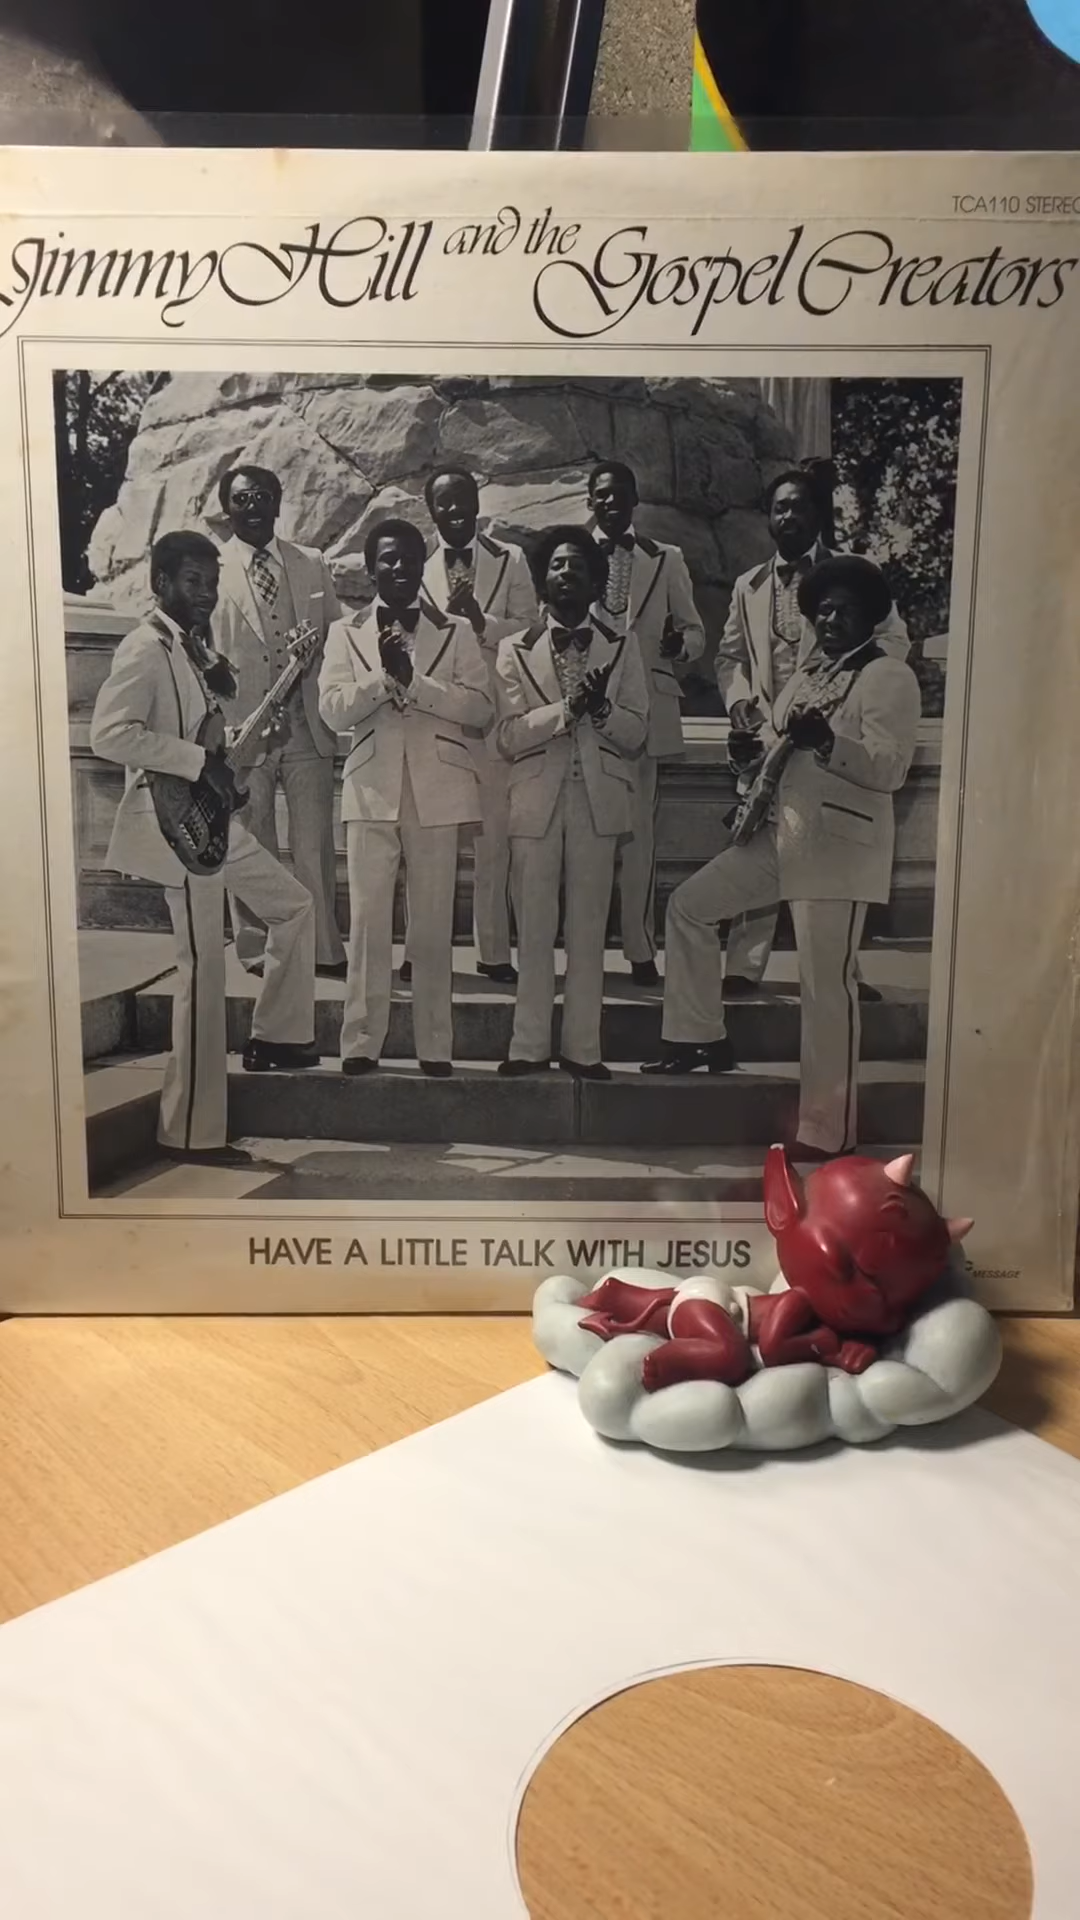 TCA110 STEREO
Jimmy Hill and the Gospel Creators
HAVE A LITTLE TALK WITH JESUS
MESSAGE